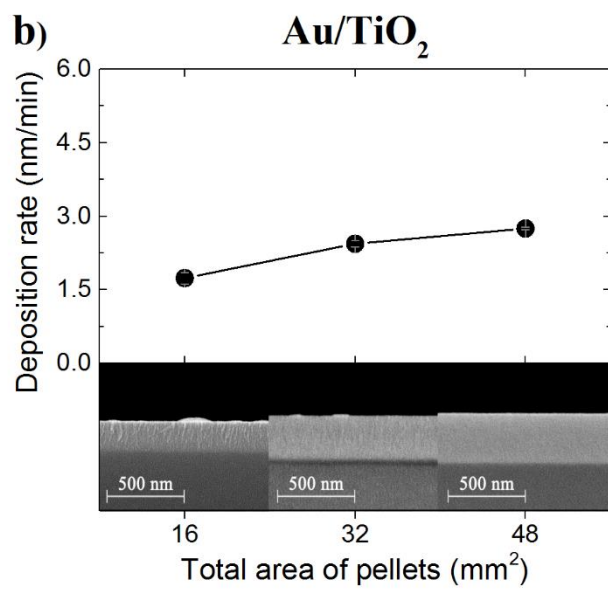 b) Au/TiO₂
6.0
4.5
3.0
1.5
0.0
Deposition rate (nm/min)
500 nm 500 nm 500 nm
16 32 48
Total area of pellets (mm²)